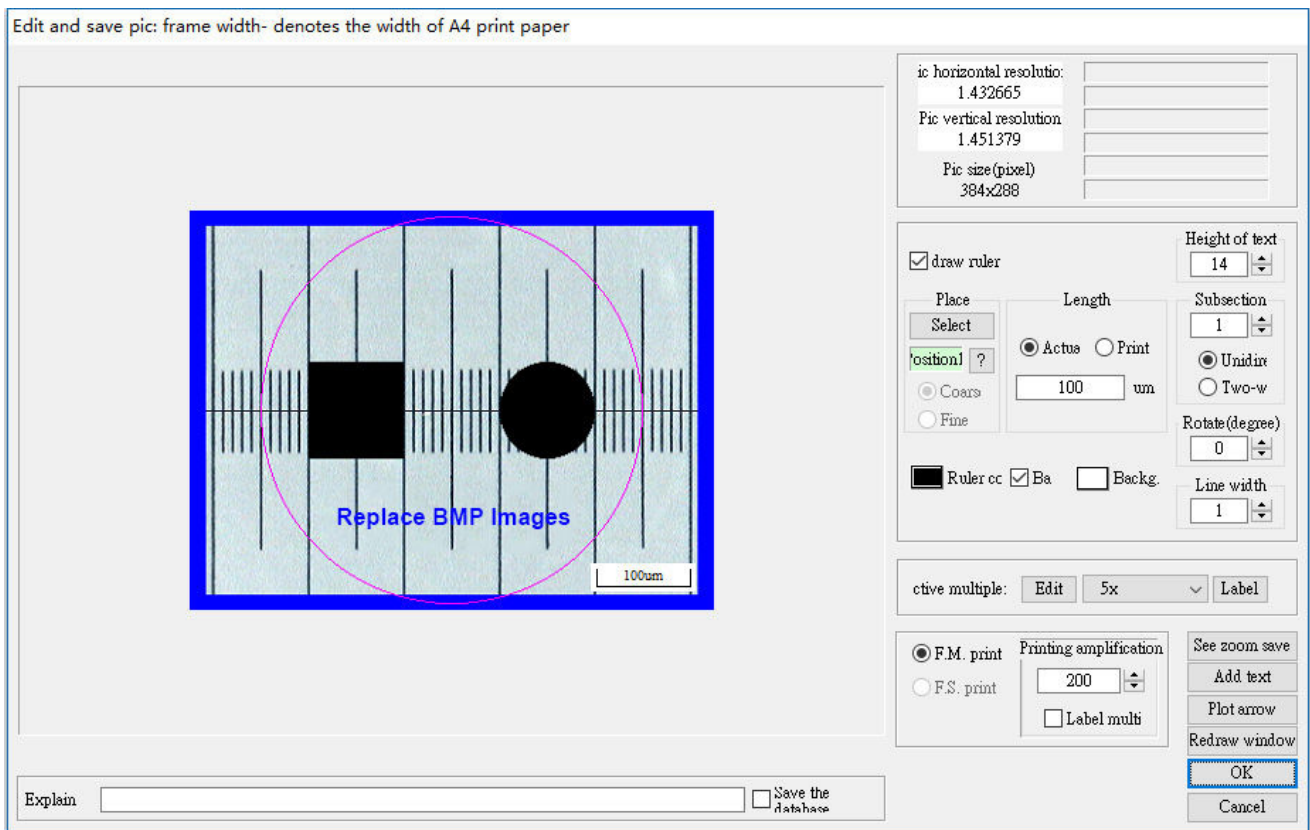 Edit and save pic: frame width- denotes the width of A4 print paper
ic horizontal resolutio:
1.432665
Pic vertical resolution
1.451379
Pic size(pixel)
384x288
draw ruler
Height of text
14
Place
Select
'osition1 ?
Coars
Fine
Length
Actua Print
100 um
Subsection
1
Unidire
Two-w
Rotate(degree)
0
Ruler cc Ba Backg.
Line width
1
Replace BMP Images
100um
ctive multiple: Edit 5x Label
F.M. print
F.S. print
Printing amplification
200
Label multi
See zoom save
Add text
Plot arrow
Redraw window
OK
Cancel
Explain
Save the
database